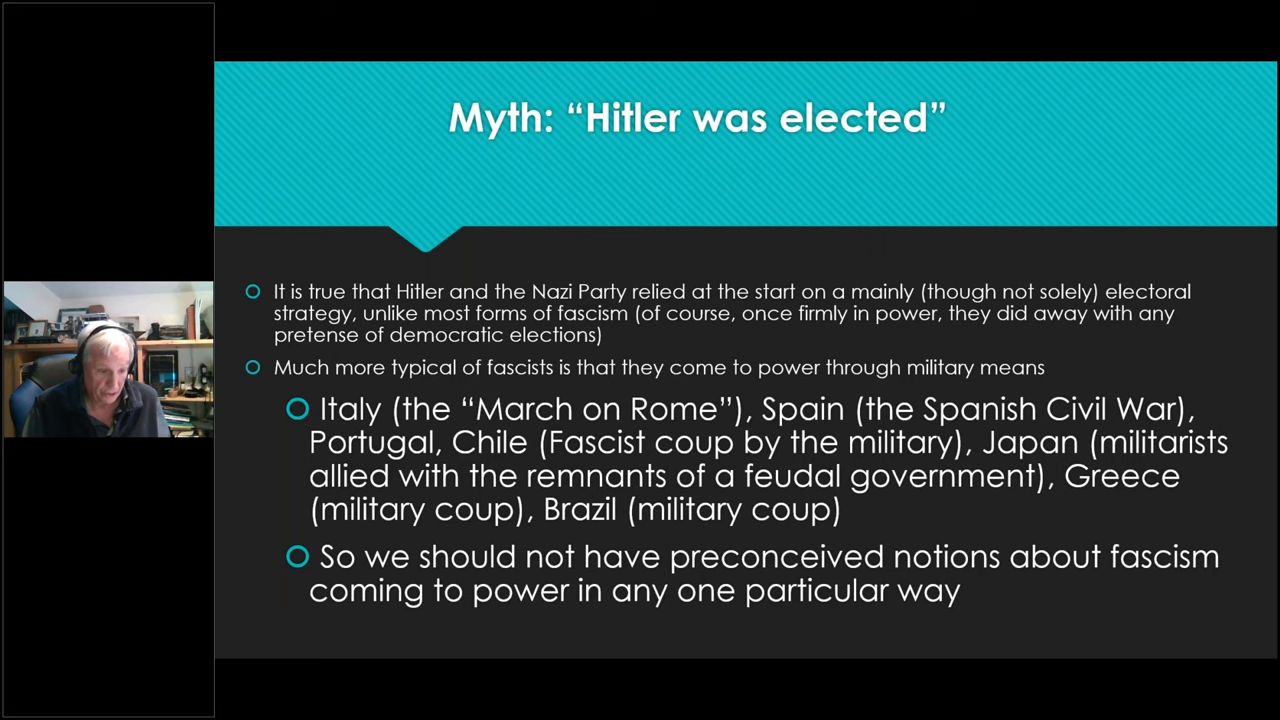 Myth: “Hitler was elected”
It is true that Hitler and the Nazi Party relied at the start on a mainly (though not solely) electoral
strategy, unlike most forms of fascism (of course, once firmly in power, they did away with any
pretense of democratic elections)
Much more typical of fascists is that they come to power through military means
Italy (the “March on Rome”), Spain (the Spanish Civil War),
Portugal, Chile (Fascist coup by the military), Japan (militarists
allied with the remnants of a feudal government), Greece
(military coup), Brazil (military coup)
So we should not have preconceived notions about fascism
coming to power in any one particular way